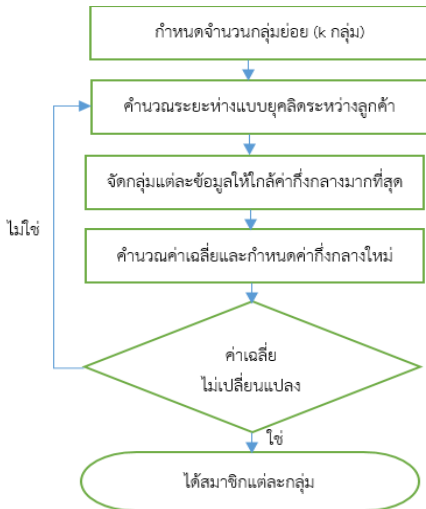 กำหนดจำนวนกลุ่มย่อย (k กลุ่ม)
คำนวณระยะห่างแบบยุคลิดระหว่างลูกค้า
จัดกลุ่มแต่ละข้อมูลให้ใกล้ค่ากึ่งกลางมากที่สุด
ไม่ใช่
คำนวณค่าเฉลี่ยและกำหนดค่ากึ่งกลางใหม่
ค่าเฉลี่ย
ไม่เปลี่ยนแปลง
ใช่
ได้สมาชิกแต่ละกลุ่ม